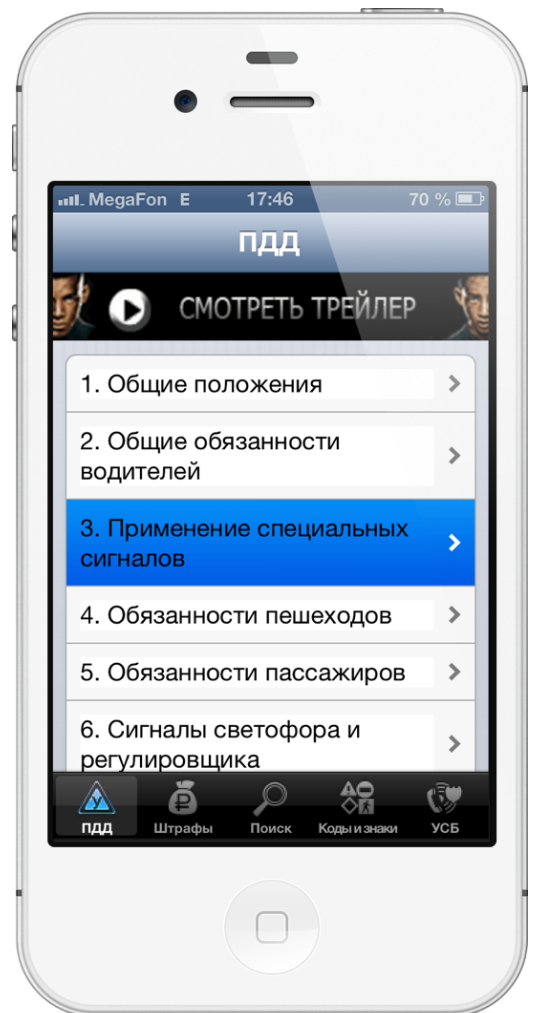 MegaFon E 17:46 70 %
ПДД
СМОТРЕТЬ ТРЕЙЛЕР
1. Общие положения
2. Общие обязанности
водителей
3. Применение специальных
сигналов
4. Обязанности пешеходов
5. Обязанности пассажиров
6. Сигналы светофора и
регулировщика
ПДД Штрафы Поиск Коды и знаки УСБ